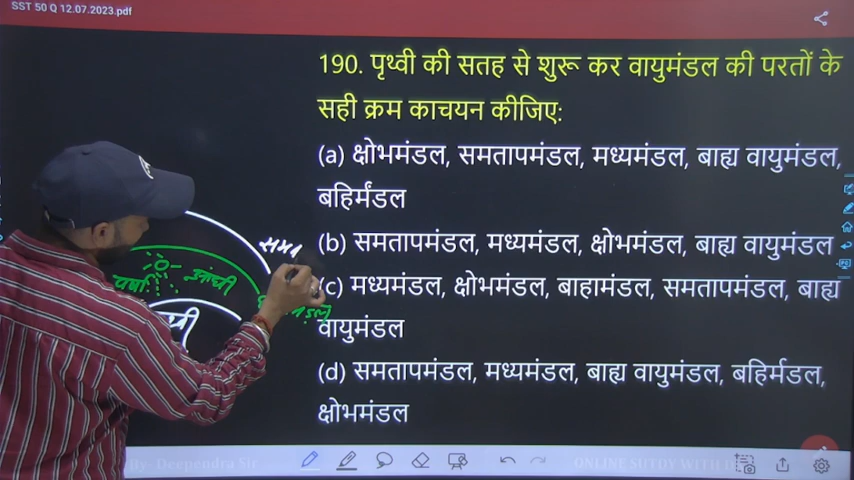 SST 50 Q 12.07.2023.pdf
190. पृथ्वी की सतह से शुरू कर वायुमंडल की परतों के
सही क्रम काचयन कीजिए:
(a) क्षोभमंडल, समतापमंडल, मध्यमंडल, बाह्य वायुमंडल,
बहिर्मंडल
(b) समतापमंडल, मध्यमंडल, क्षोभमंडल, बाह्य वायुमंडल
(c) मध्यमंडल, क्षोभमंडल, बाहामंडल, समतापमंडल, बाह्य
वायुमंडल
(d) समतापमंडल, मध्यमंडल, बाह्य वायुमंडल, बहिर्मडल,
क्षोभमंडल
समता
वर्षा
By- Deependra Sir
ONLINE SUTDY WITH